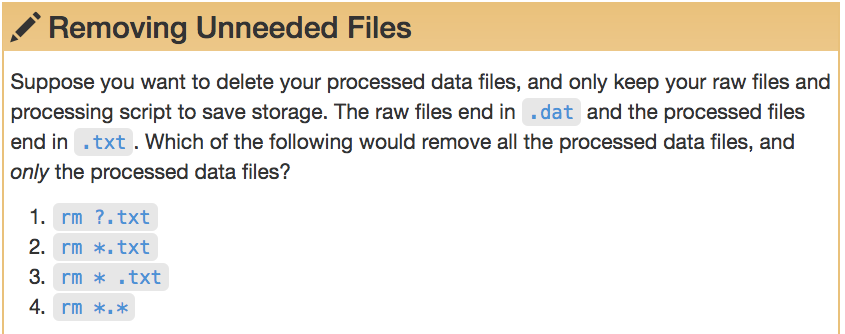 Removing Unneeded Files
Suppose you want to delete your processed data files, and only keep your raw files and
processing script to save storage. The raw files end in .dat and the processed files
end in .txt . Which of the following would remove all the processed data files, and
only the processed data files?
1. rm ?.txt
2. rm *.txt
3. rm * .txt
4. rm *.*